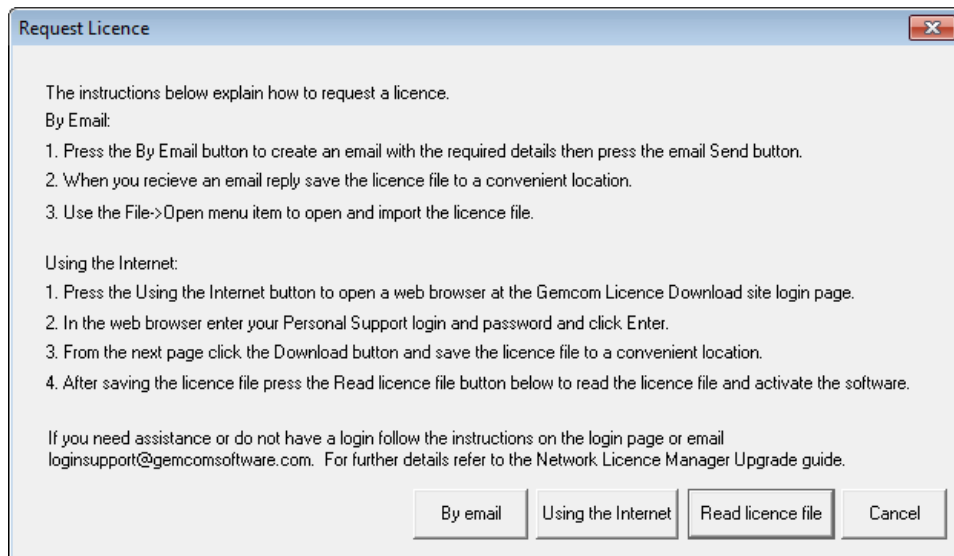 Request Licence
The instructions below explain how to request a licence.
By Email:
1. Press the By Email button to create an email with the required details then press the email Send button.
2. When you recieve an email reply save the licence file to a convenient location.
3. Use the File->Open menu item to open and import the licence file.
Using the Internet:
1. Press the Using the Internet button to open a web browser at the Gemcom Licence Download site login page.
2. In the web browser enter your Personal Support login and password and click Enter.
3. From the next page click the Download button and save the licence file to a convenient location.
4. After saving the licence file press the Read licence file button below to read the licence file and activate the software.
If you need assistance or do not have a login follow the instructions on the login page or email
loginsupport@gemcomsoftware.com.  For further details refer to the Network Licence Manager Upgrade guide.
By email Using the Internet Read licence file Cancel